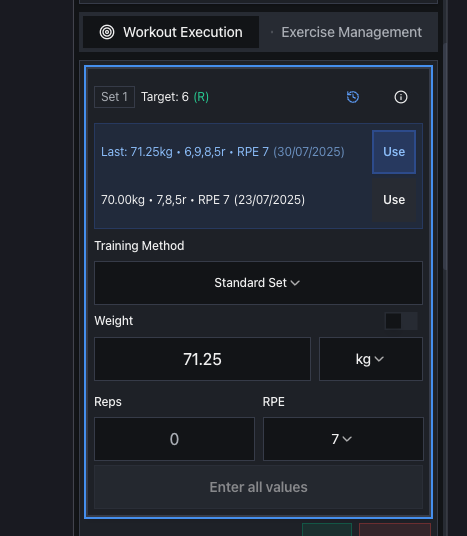 Workout Execution
Exercise Management
Set 1 Target: 6 (R)
Last: 71.25kg • 6,9,8,5r • RPE 7 (30/07/2025)
Use
70.00kg • 7,8,5r • RPE 7 (23/07/2025)
Use
Training Method
Standard Set
Weight
71.25
kg
Reps
RPE
0
7
Enter all values